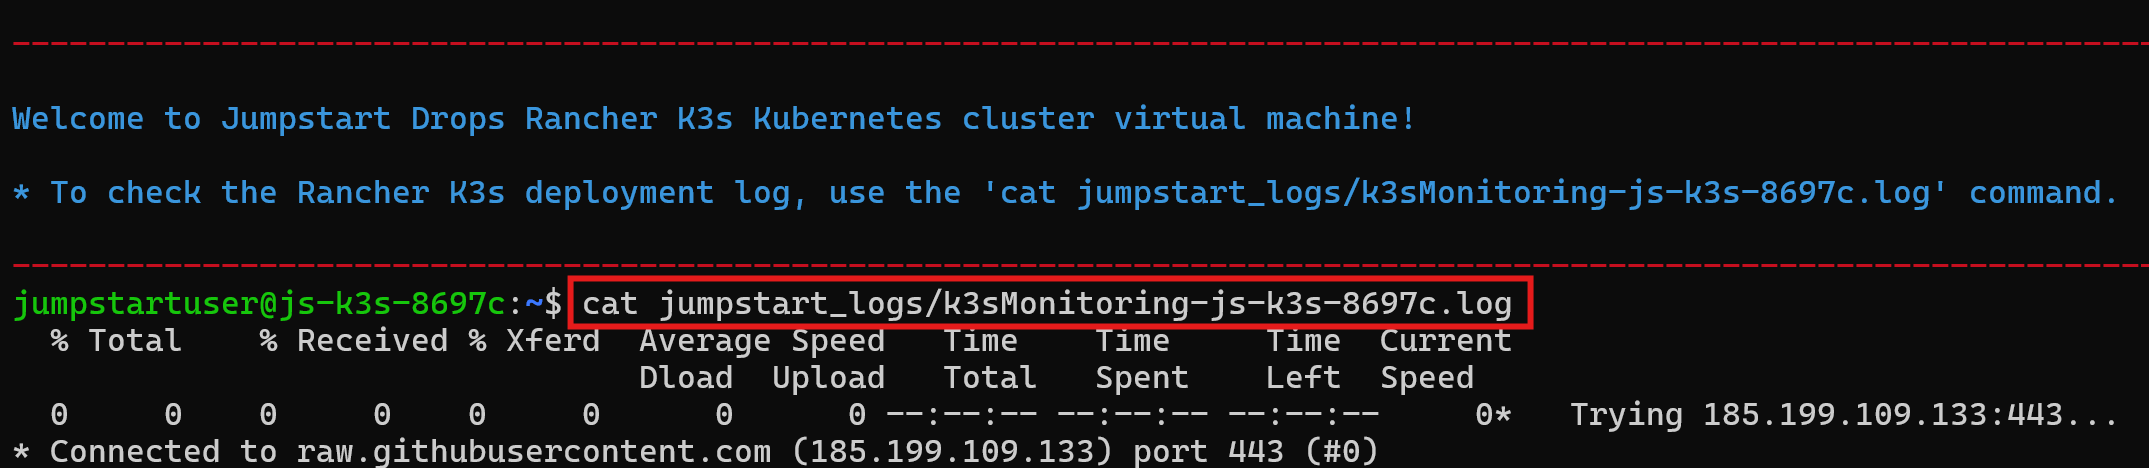 Welcome to Jumpstart Drops Rancher K3s Kubernetes cluster virtual machine!
* To check the Rancher K3s deployment log, use the 'cat jumpstart_logs/k3sMonitoring-js-k3s-8697c.log' command.
jumpstartuser@js-k3s-8697c:~$ cat jumpstart_logs/k3sMonitoring-js-k3s-8697c.log
  % Total    % Received % Xferd  Average Speed   Time    Time     Time  Current
                                 Dload  Upload   Total   Spent    Left  Speed
  0     0    0     0    0     0      0      0 --:--:-- --:--:-- --:--:--     0*   Trying 185.199.109.133:443...
* Connected to raw.githubusercontent.com (185.199.109.133) port 443 (#0)